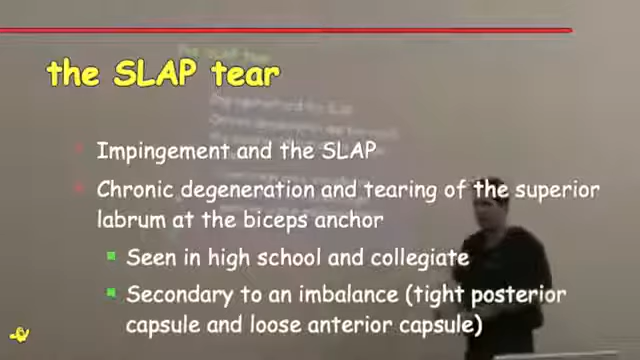 the SLAP tear
Impingement and the SLAP
Chronic degeneration and tearing of the superior
labrum at the biceps anchor
Seen in high school and collegiate
Secondary to an imbalance (tight posterior
capsule and loose anterior capsule)